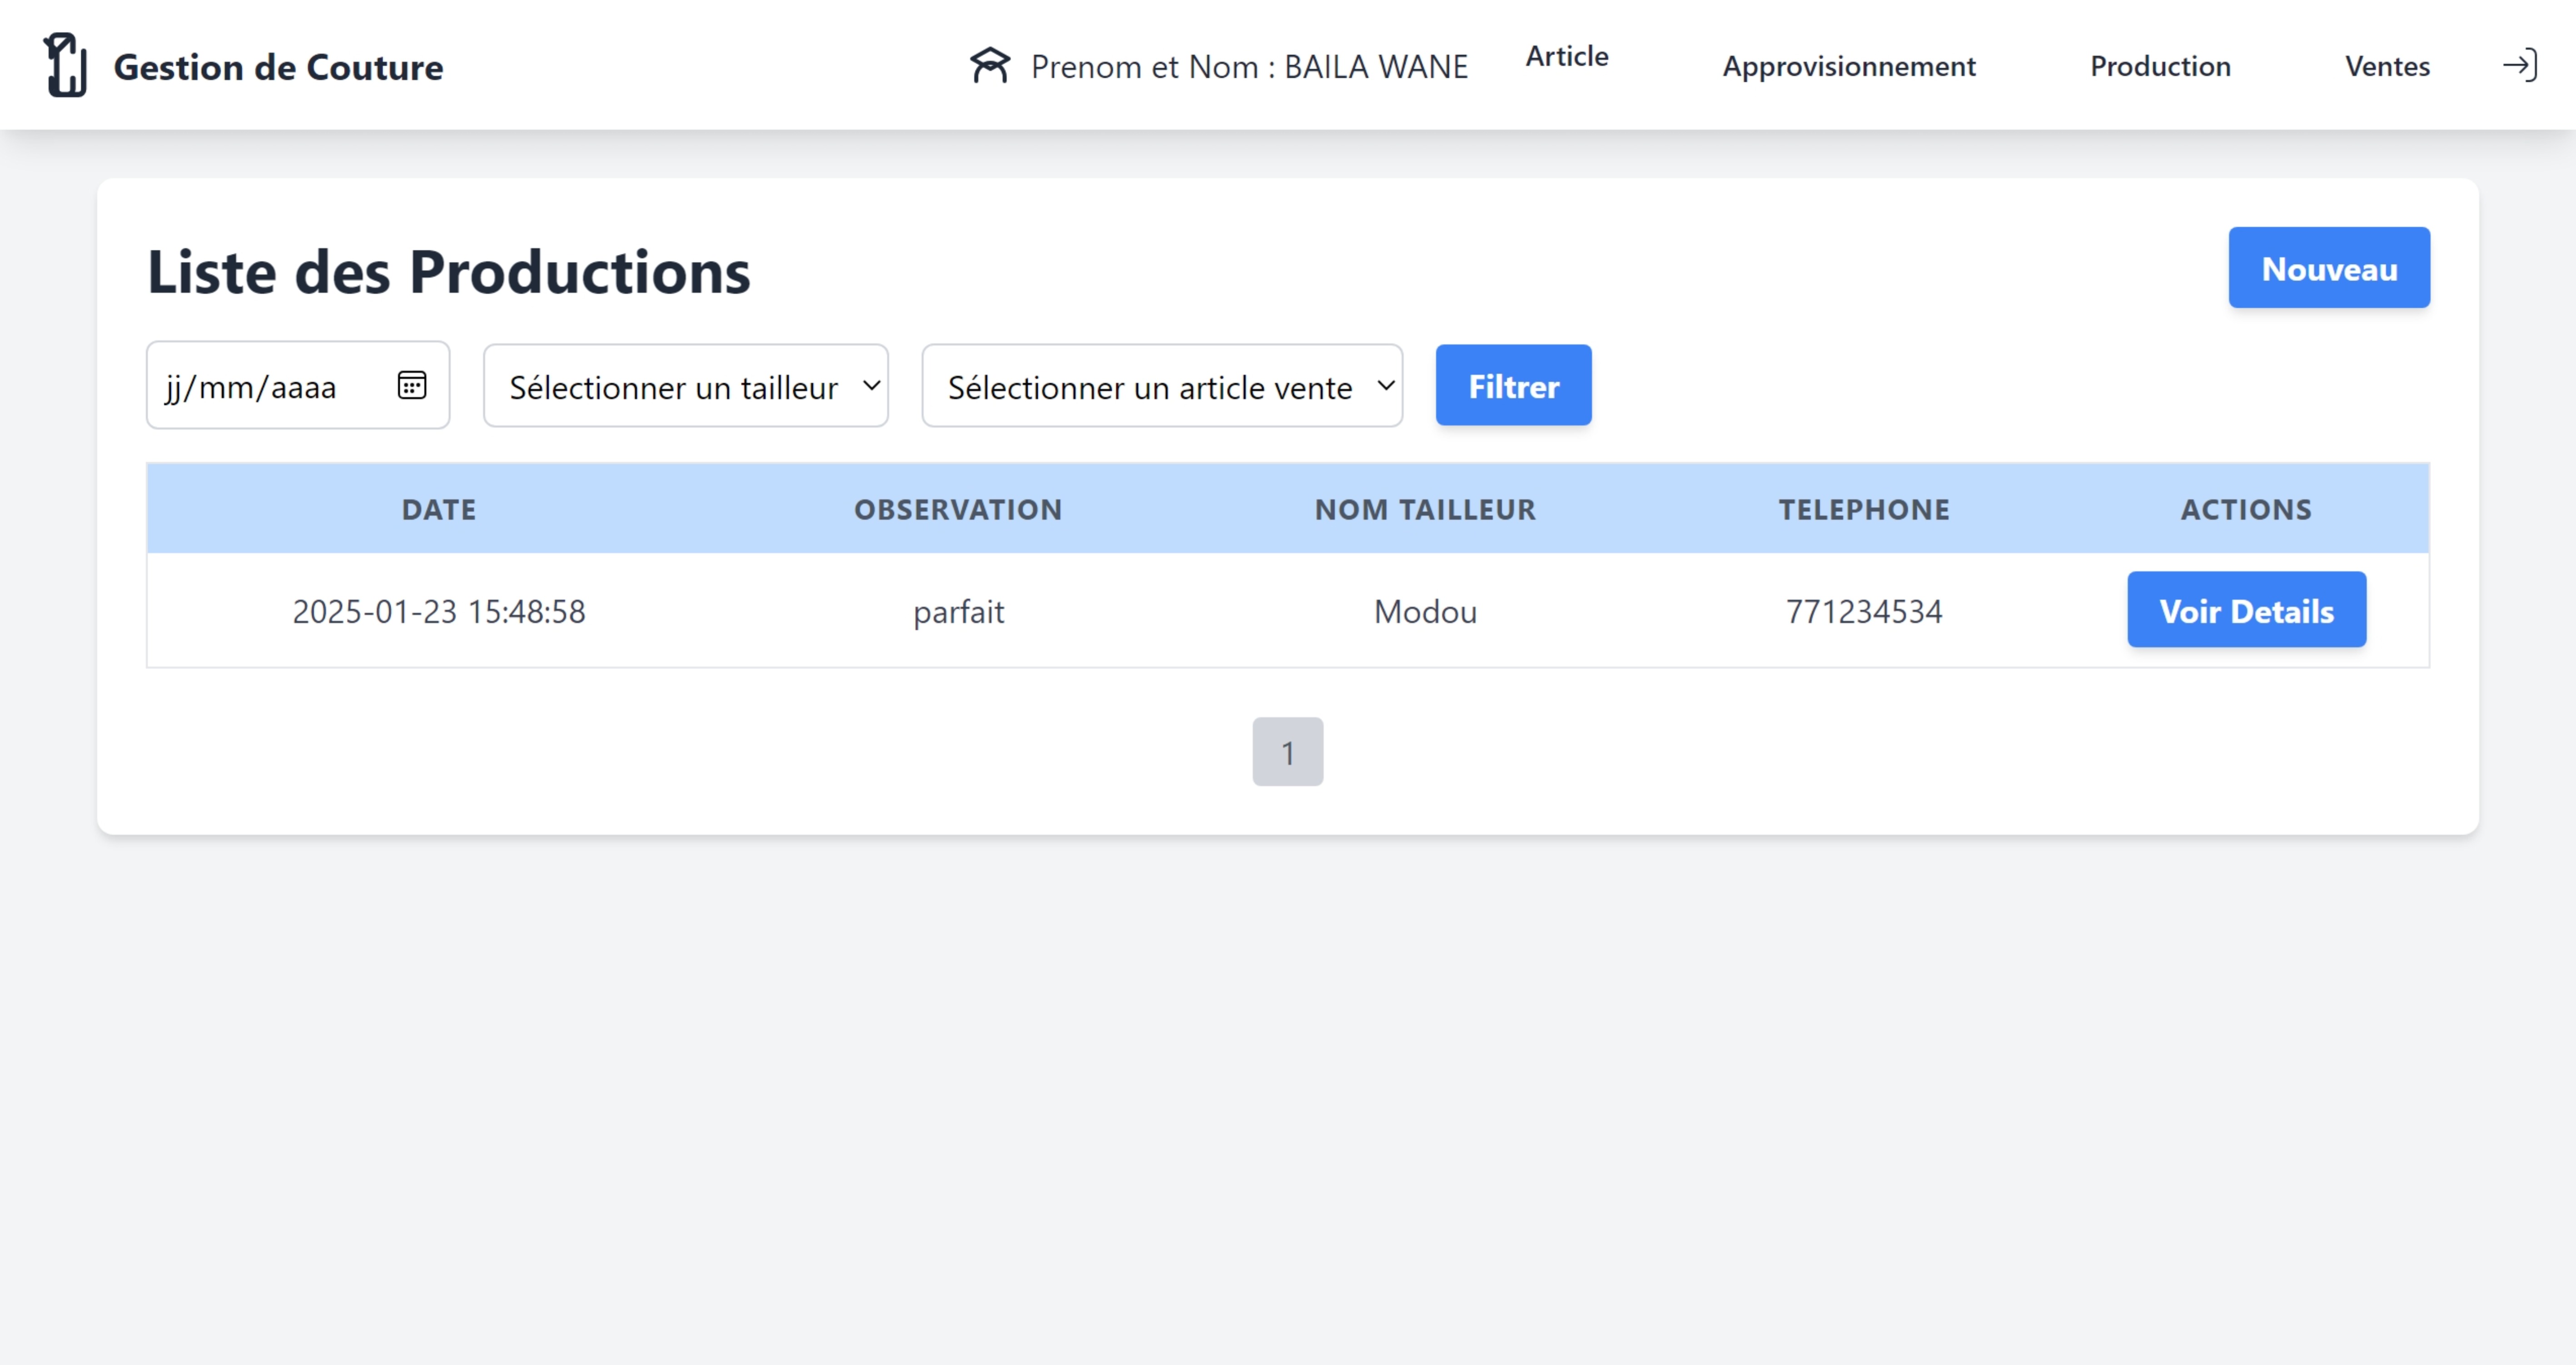 Gestion de Couture
Prenom et Nom : BAILA WANE
Article
Approvisionnement
Production
Ventes
Liste des Productions
Nouveau
jj/mm/aaaa
Sélectionner un tailleur
Sélectionner un article vente
Filtrer
DATE OBSERVATION NOM TAILLEUR TELEPHONE ACTIONS
2025-01-23 15:48:58 parfait Modou 771234534 Voir Details
1